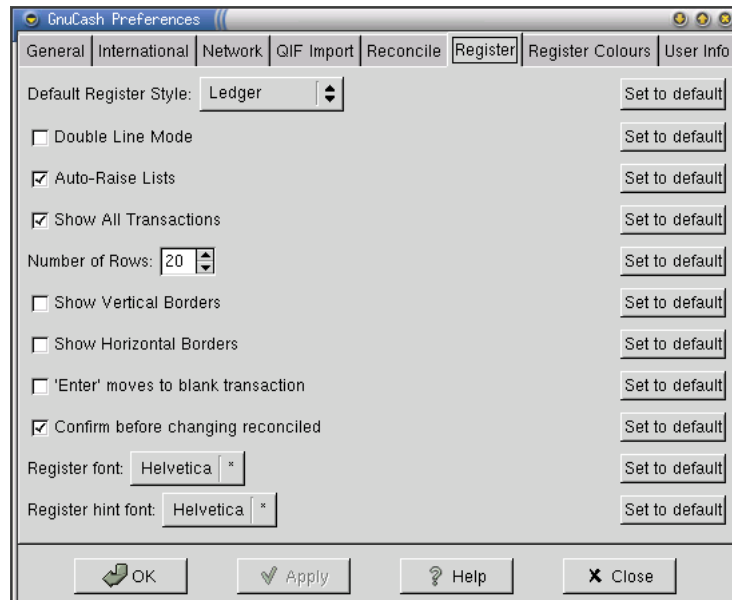 GnuCash Preferences
General International Network QIF Import Reconcile Register Register Colours User Info
Default Register Style: Ledger Set to default
Double Line Mode Set to default
Auto-Raise Lists Set to default
Show All Transactions Set to default
Number of Rows: 20 Set to default
Show Vertical Borders Set to default
Show Horizontal Borders Set to default
'Enter' moves to blank transaction Set to default
Confirm before changing reconciled Set to default
Register font: Helvetica * Set to default
Register hint font: Helvetica * Set to default
OK Apply Help Close